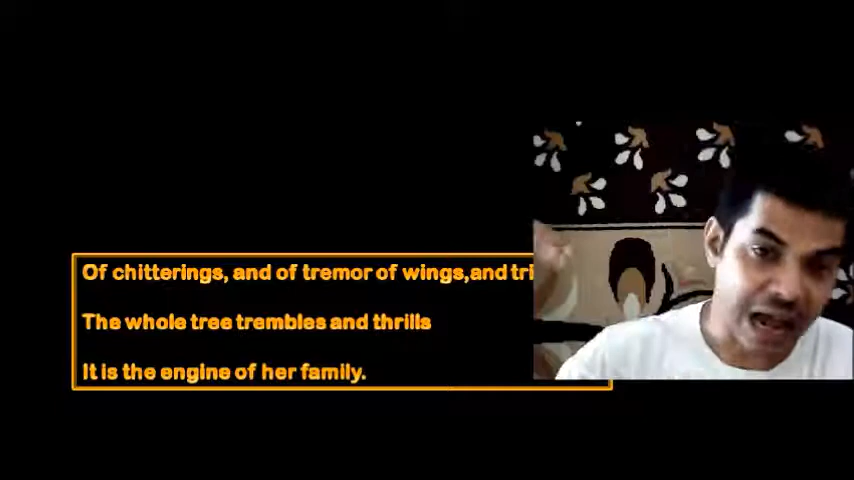 Of chitterings, and of tremor of wings,and
The whole tree trembles and thrills
It is the engine of her family.